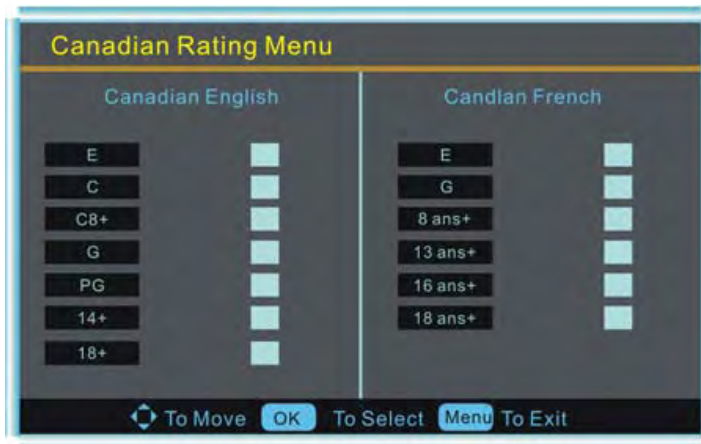 Canadian Rating Menu
Canadian English
E
C
C8+
G
PG
14+
18+
Candlan French
E
G
8 ans+
13 ans+
16 ans+
18 ans+
To Move OK To Select Menu To Exit